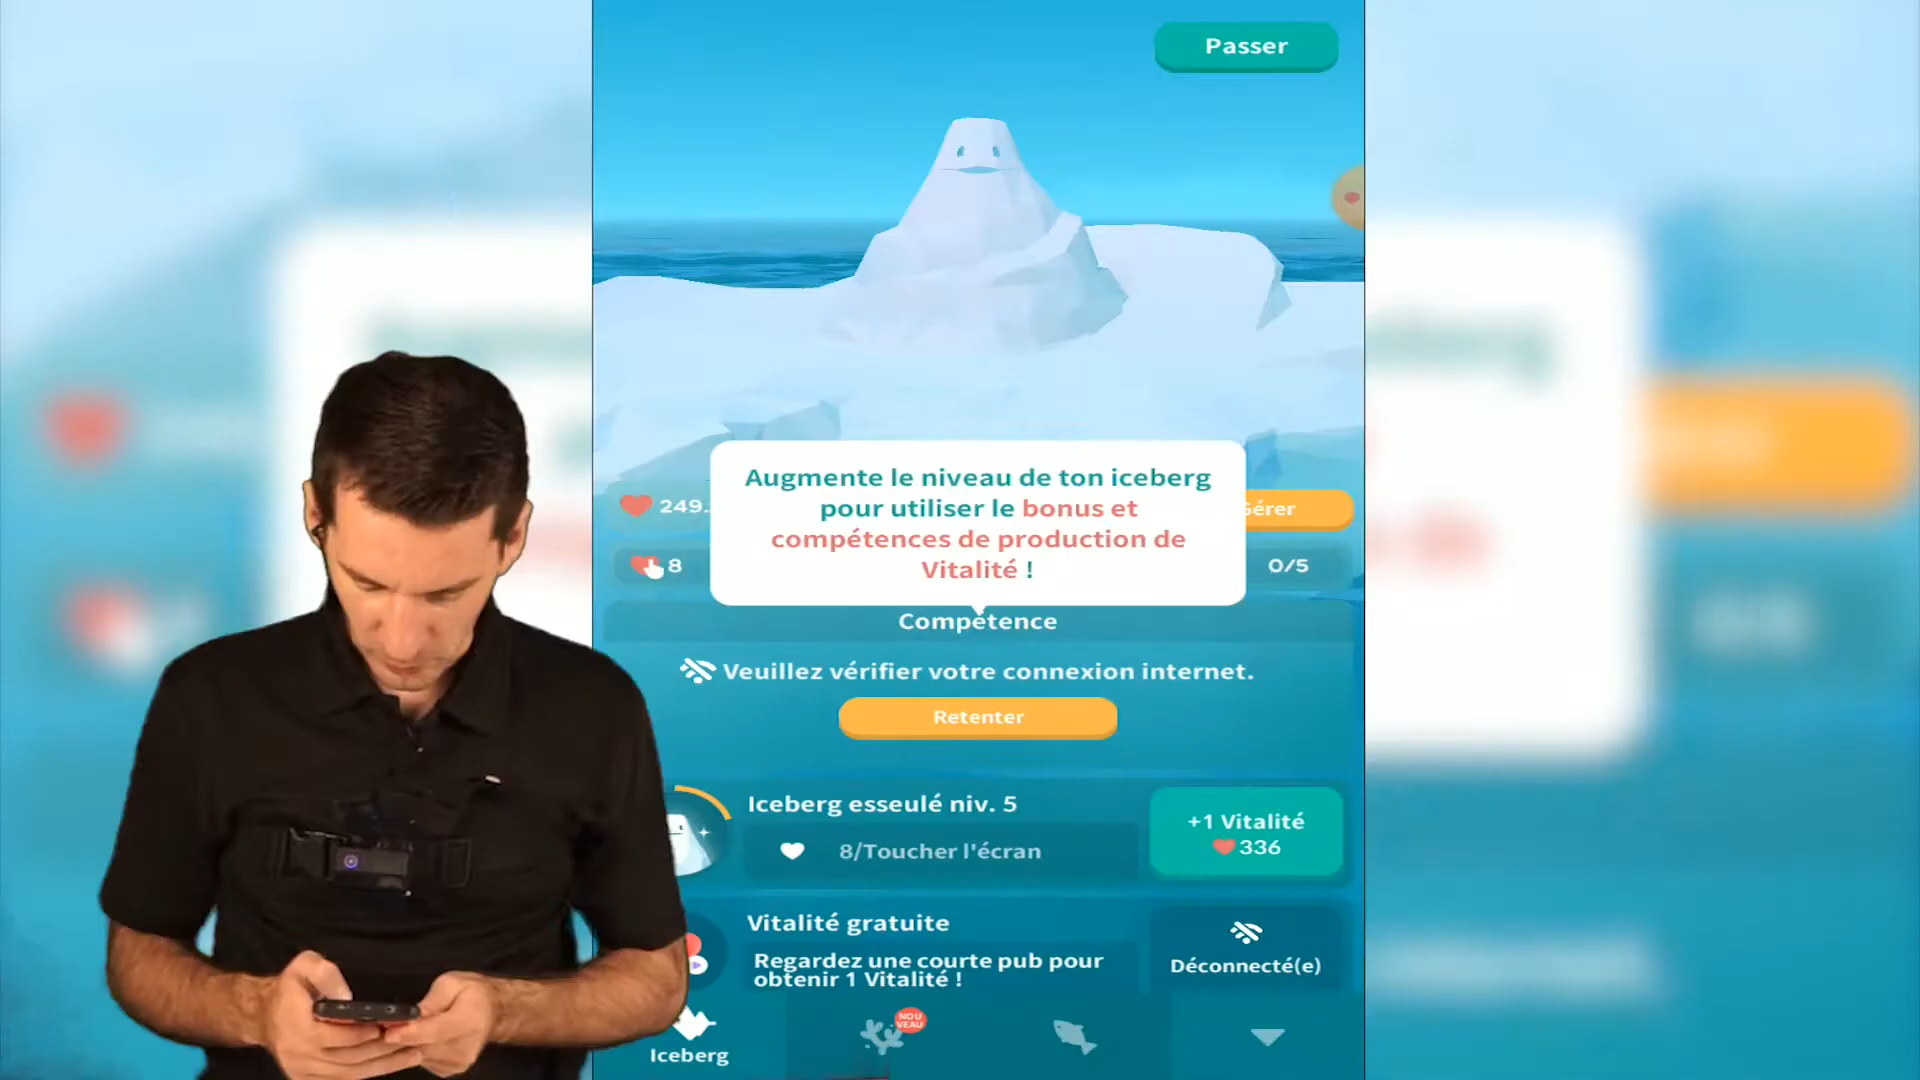 Passer
Augmente le niveau de ton iceberg
pour utiliser le bonus et
compétences de production de
Vitalité !
249.
8
0/5
Compétence
Veuillez vérifier votre connexion internet.
Retenter
Iceberg esseulé niv. 5
8/Toucher l'écran
+1 Vitalité
336
Vitalité gratuite
Regardez une courte pub pour
obtenir 1 Vitalité !
Déconnecté(e)
NOU
VEAU
Iceberg